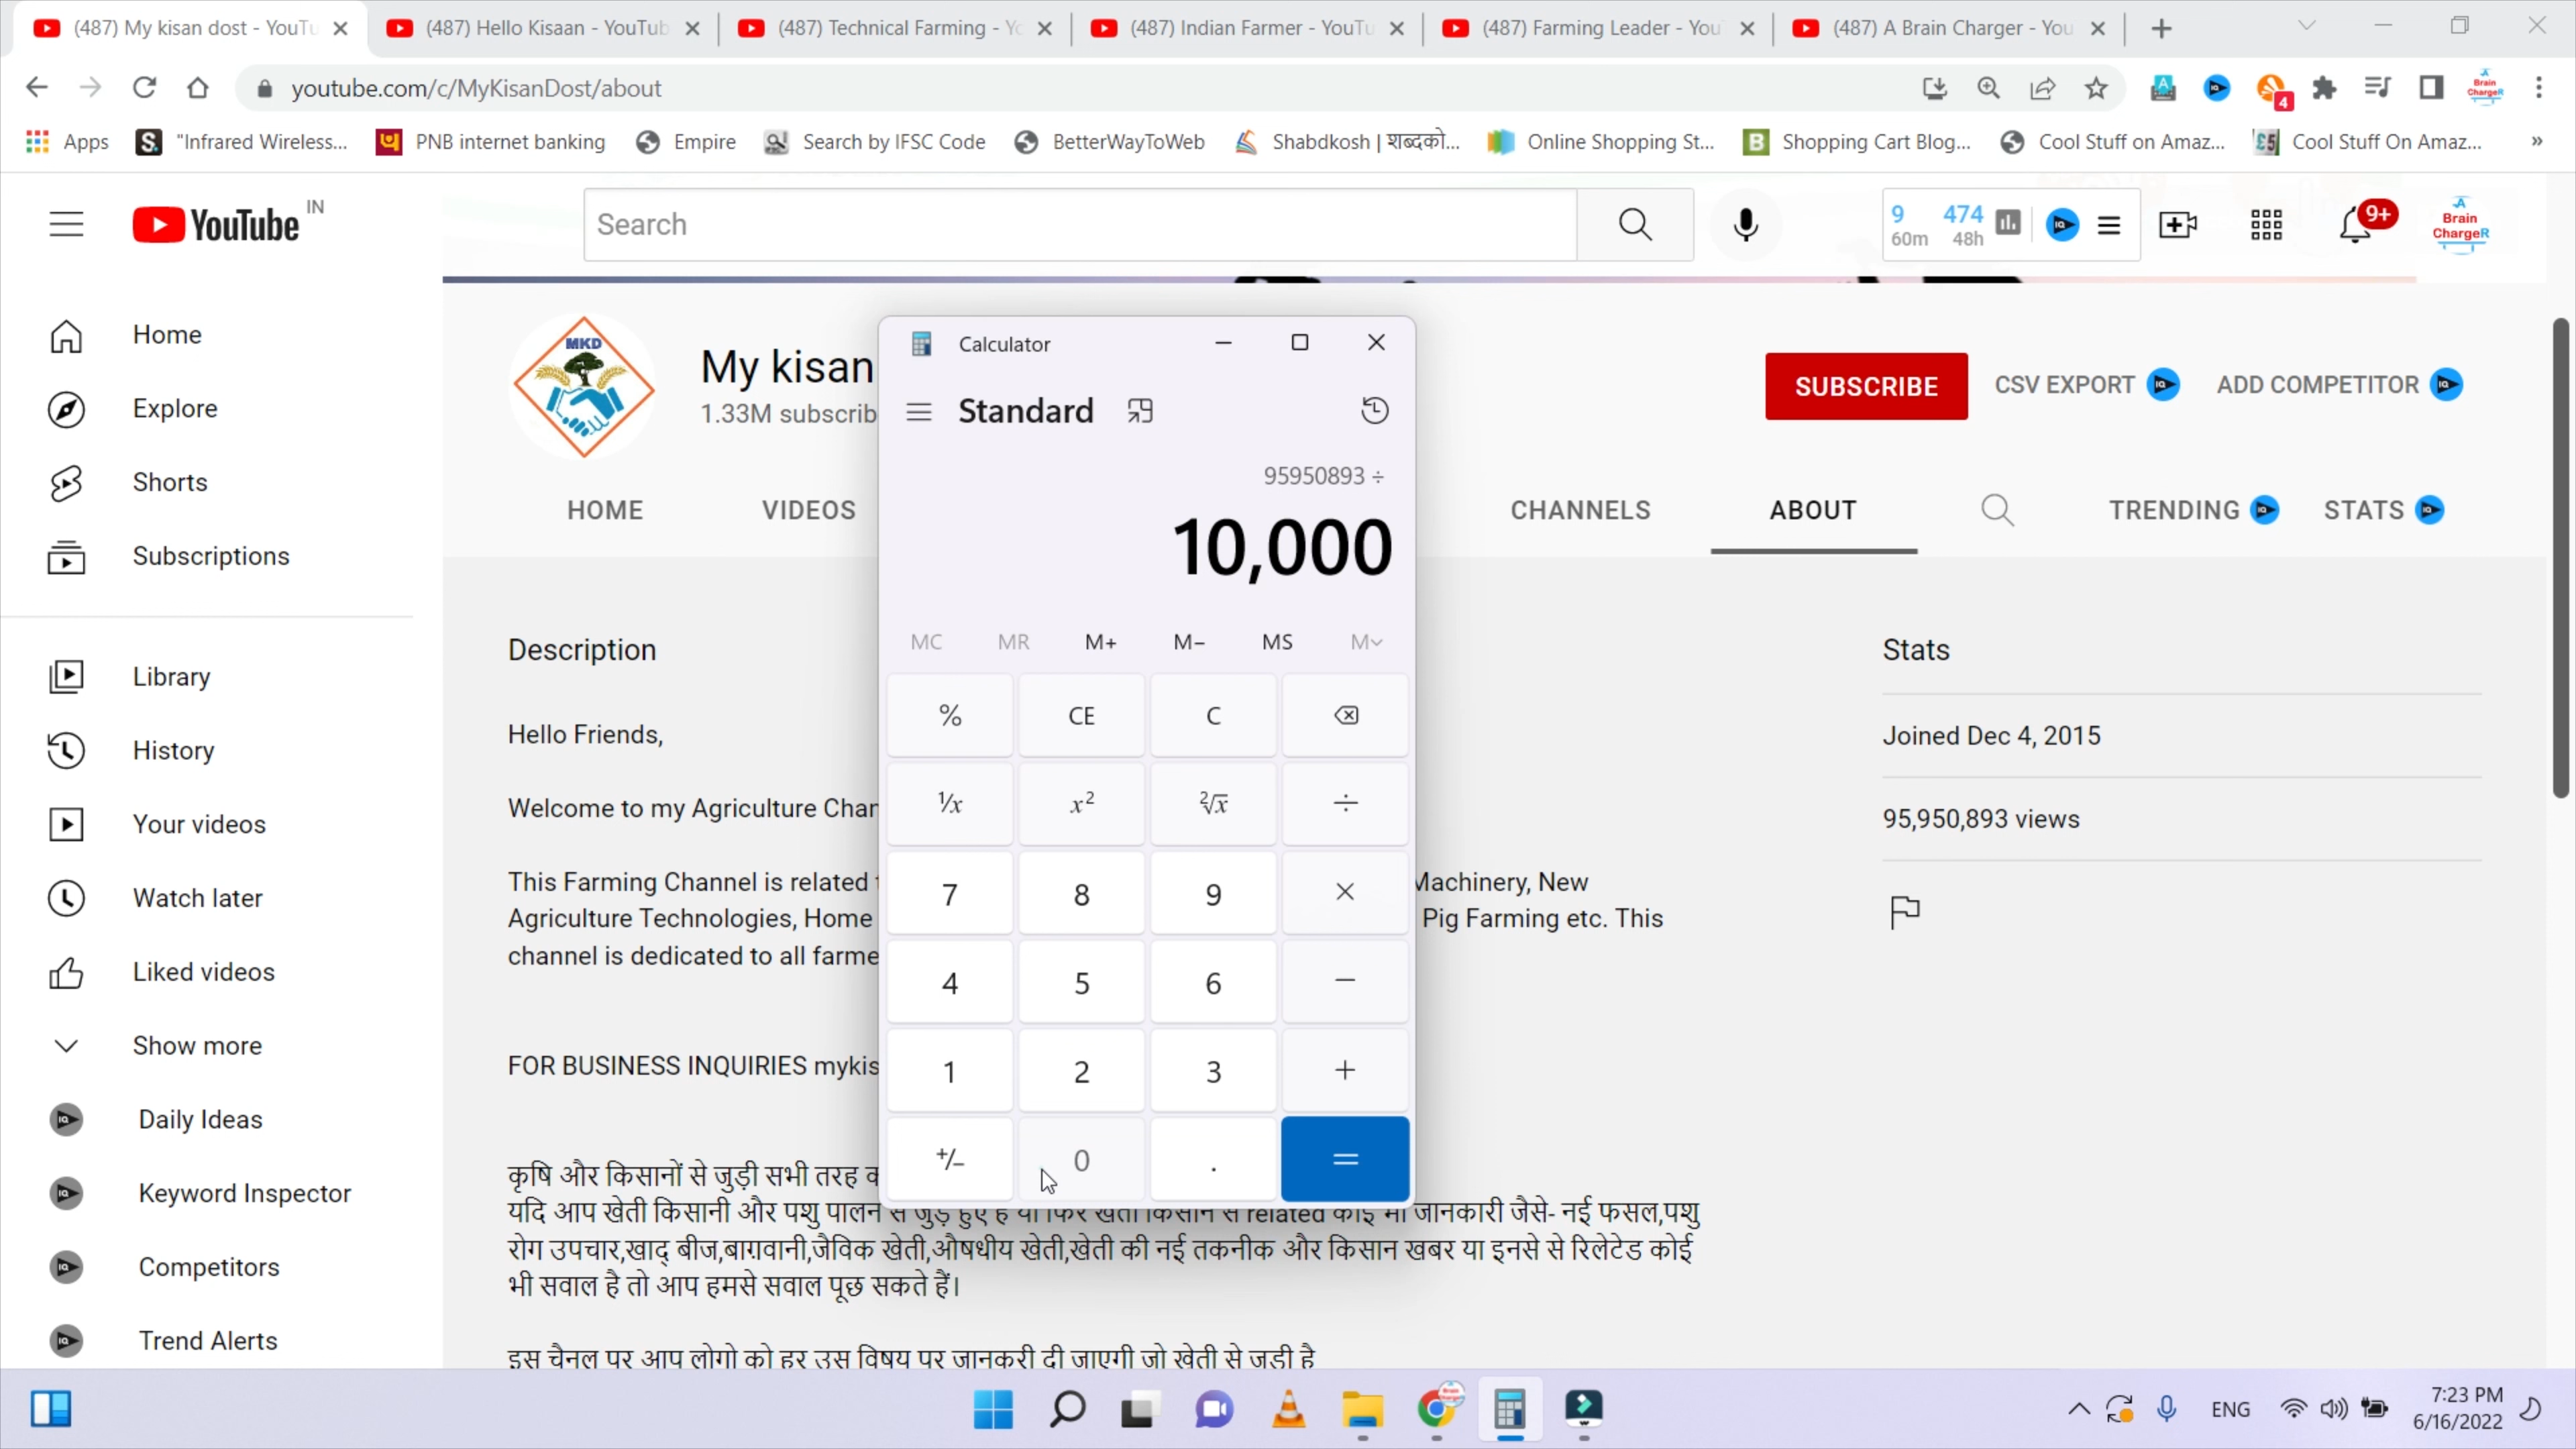 (487) My kisan dost - YouTu
(487) Hello Kisaan - YouTub
(487) Technical Farming - Yo
(487) Indian Farmer - YouTu
(487) Farming Leader - You
(487) A Brain Charger - You
youtube.com/c/MyKisanDost/about
4
A Brain ChargeR
Apps
"Infrared Wireless...
PNB internet banking
Empire
Search by IFSC Code
BetterWayToWeb
Shabdkosh | शब्दको...
Online Shopping St...
Shopping Cart Blog...
Cool Stuff on Amaz...
Cool Stuff On Amaz...
»
YouTube IN
Search
9 474
60m 48h
9+
A
Brain
ChargeR
Home
Explore
Shorts
Subscriptions
Library
History
Your videos
Watch later
Liked videos
Show more
Daily Ideas
Keyword Inspector
Competitors
Trend Alerts
MKD
My kisan
1.33M subscrib
SUBSCRIBE
CSV EXPORT
ADD COMPETITOR
HOME
VIDEOS
CHANNELS
ABOUT
TRENDING
STATS
Calculator
Standard
95950893 ÷
10,000
MC MR M+ M− MS M
% CE C
¹/x x² ²√x ÷
7 8 9 ×
4 5 6 −
1 2 3 +
+/− 0 . =
Description
Hello Friends,
Welcome to my Agriculture Chan
This Farming Channel is related Machinery, New
Agriculture Technologies, Home Pig Farming etc. This
channel is dedicated to all farme
FOR BUSINESS INQUIRIES mykis
कृषि और किसानों से जुड़ी सभी तरह
यदि आप खेती किसानी और पशु पालन से जुड़े हुए है या फिर खेती किसान से related कोई भी जानकारी जैसे- नई फसल,पशु
रोग उपचार,खाद् बीज,बाग़वानी,जैविक खेती,औषधीय खेती,खेती की नई तकनीक और किसान खबर या इनसे से रिलेटेड कोई
भी सवाल है तो आप हमसे सवाल पूछ सकते हैं।
इस चैनल पर आप लोगो को हर उस विषय पर जानकरी दी जाएगी जो खेती से जुडी है
Stats
Joined Dec 4, 2015
95,950,893 views
ENG
7:23 PM
6/16/2022